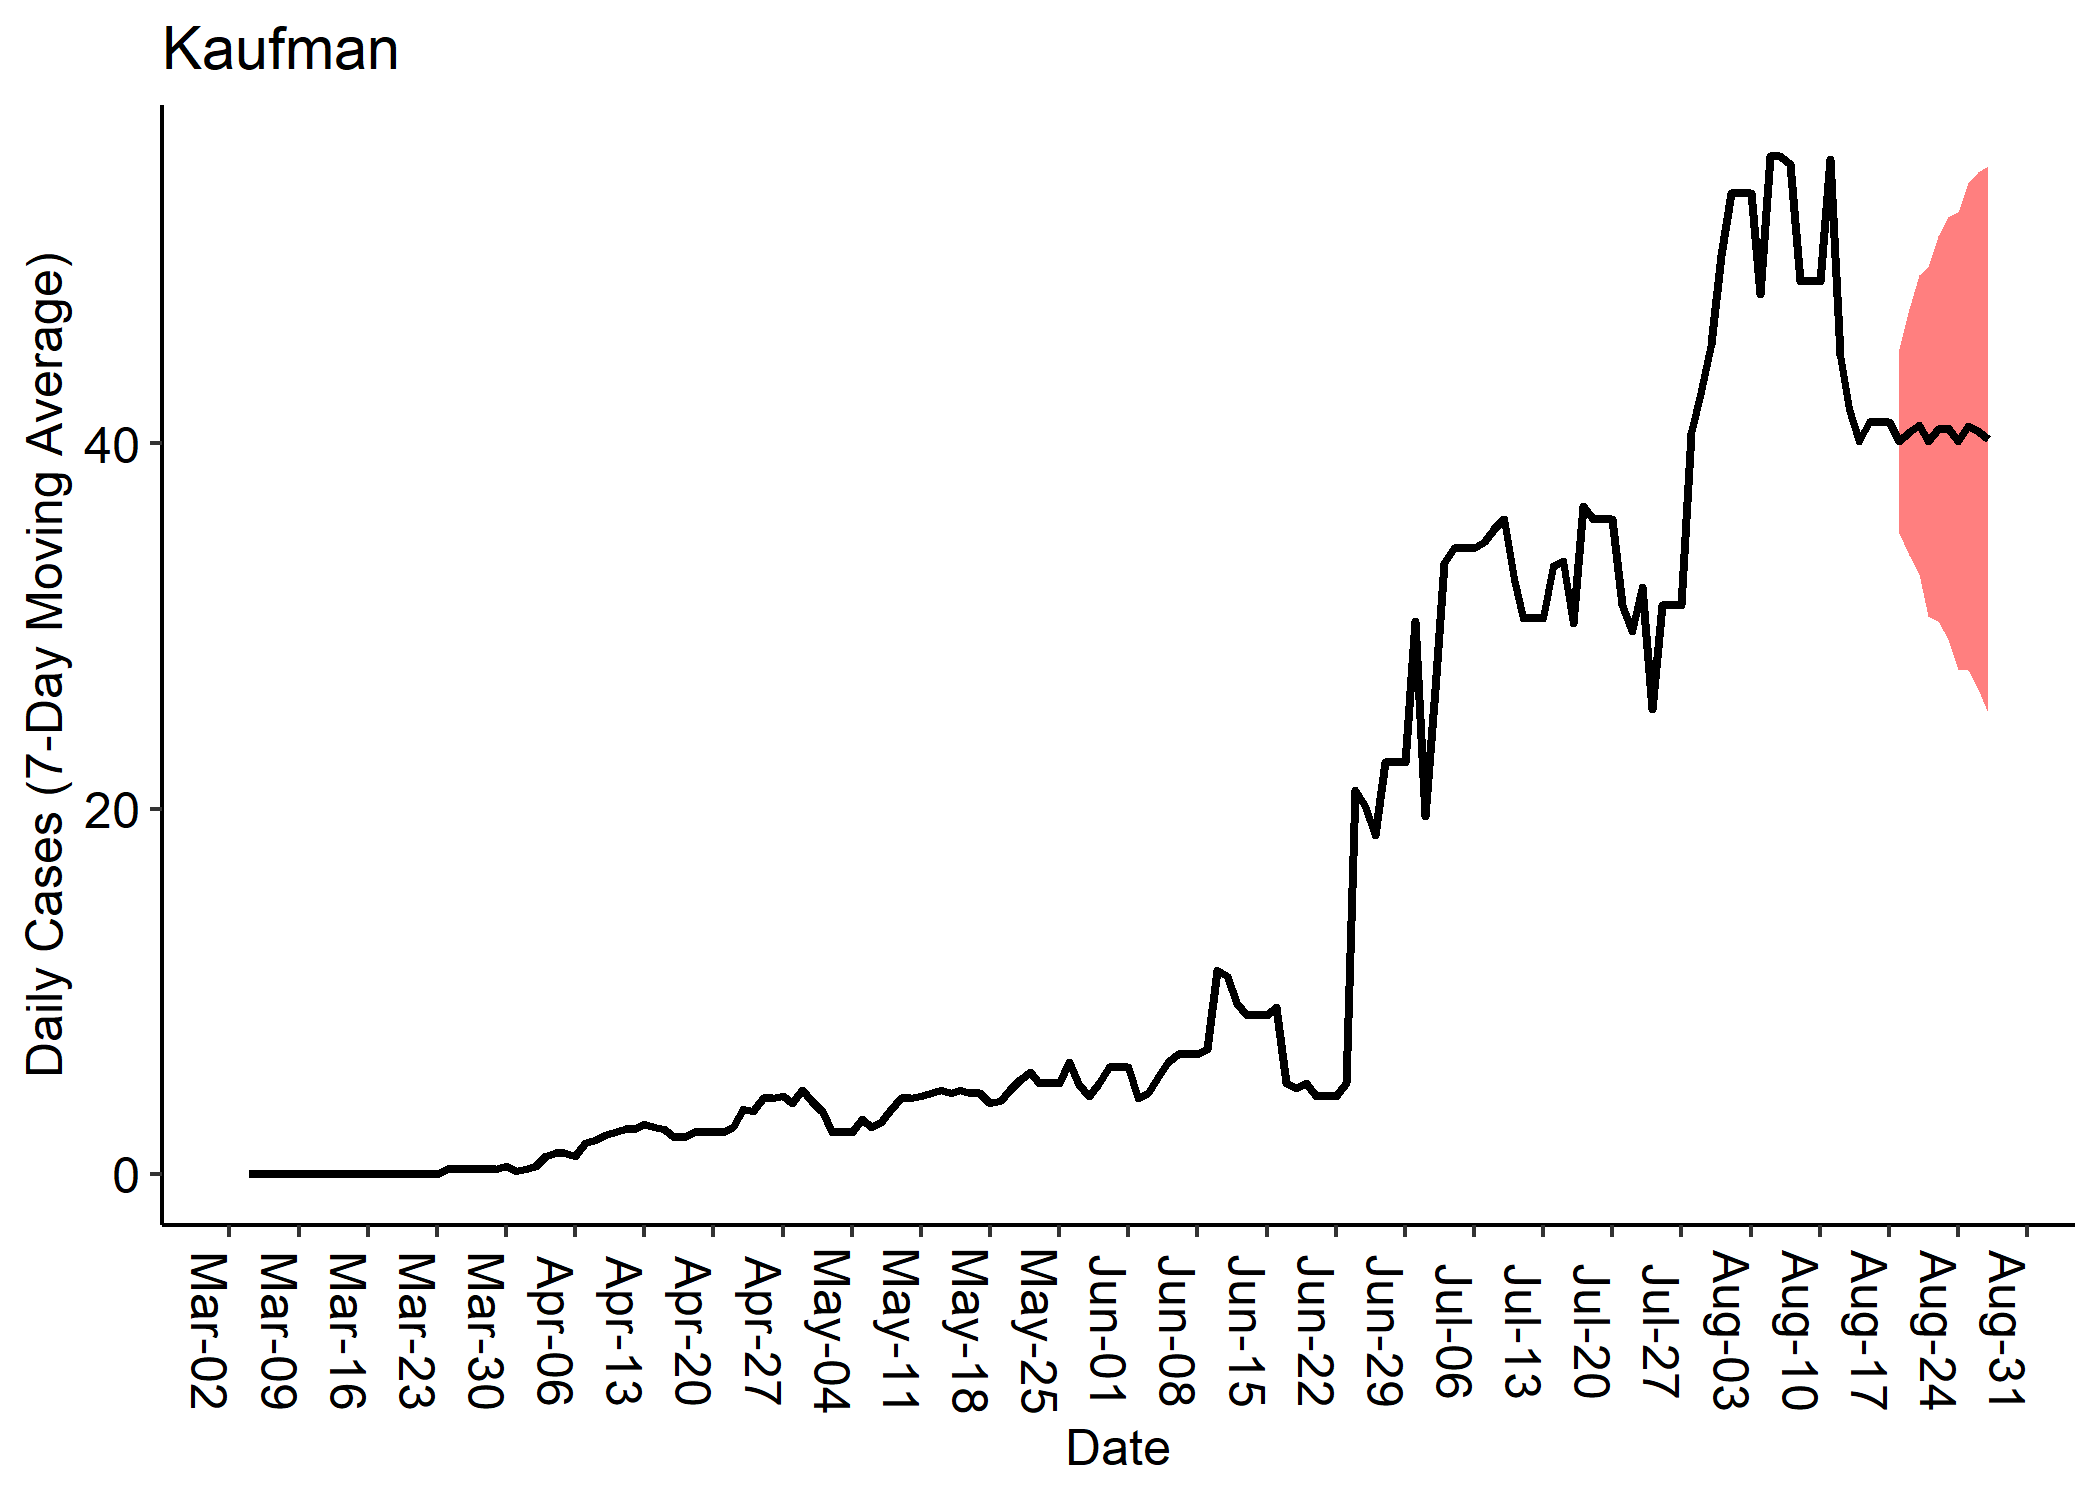 Kaufman
Daily Cases (7-Day Moving Average)
40
20
0
Mar-02
Mar-09
Mar-16
Mar-23
Mar-30
Apr-06
Apr-13
Apr-20
Apr-27
May-04
May-11
May-18
May-25
Jun-01
Jun-08
Jun-15
Jun-22
Jun-29
Jul-06
Jul-13
Jul-20
Jul-27
Aug-03
Aug-10
Aug-17
Aug-24
Aug-31
Date